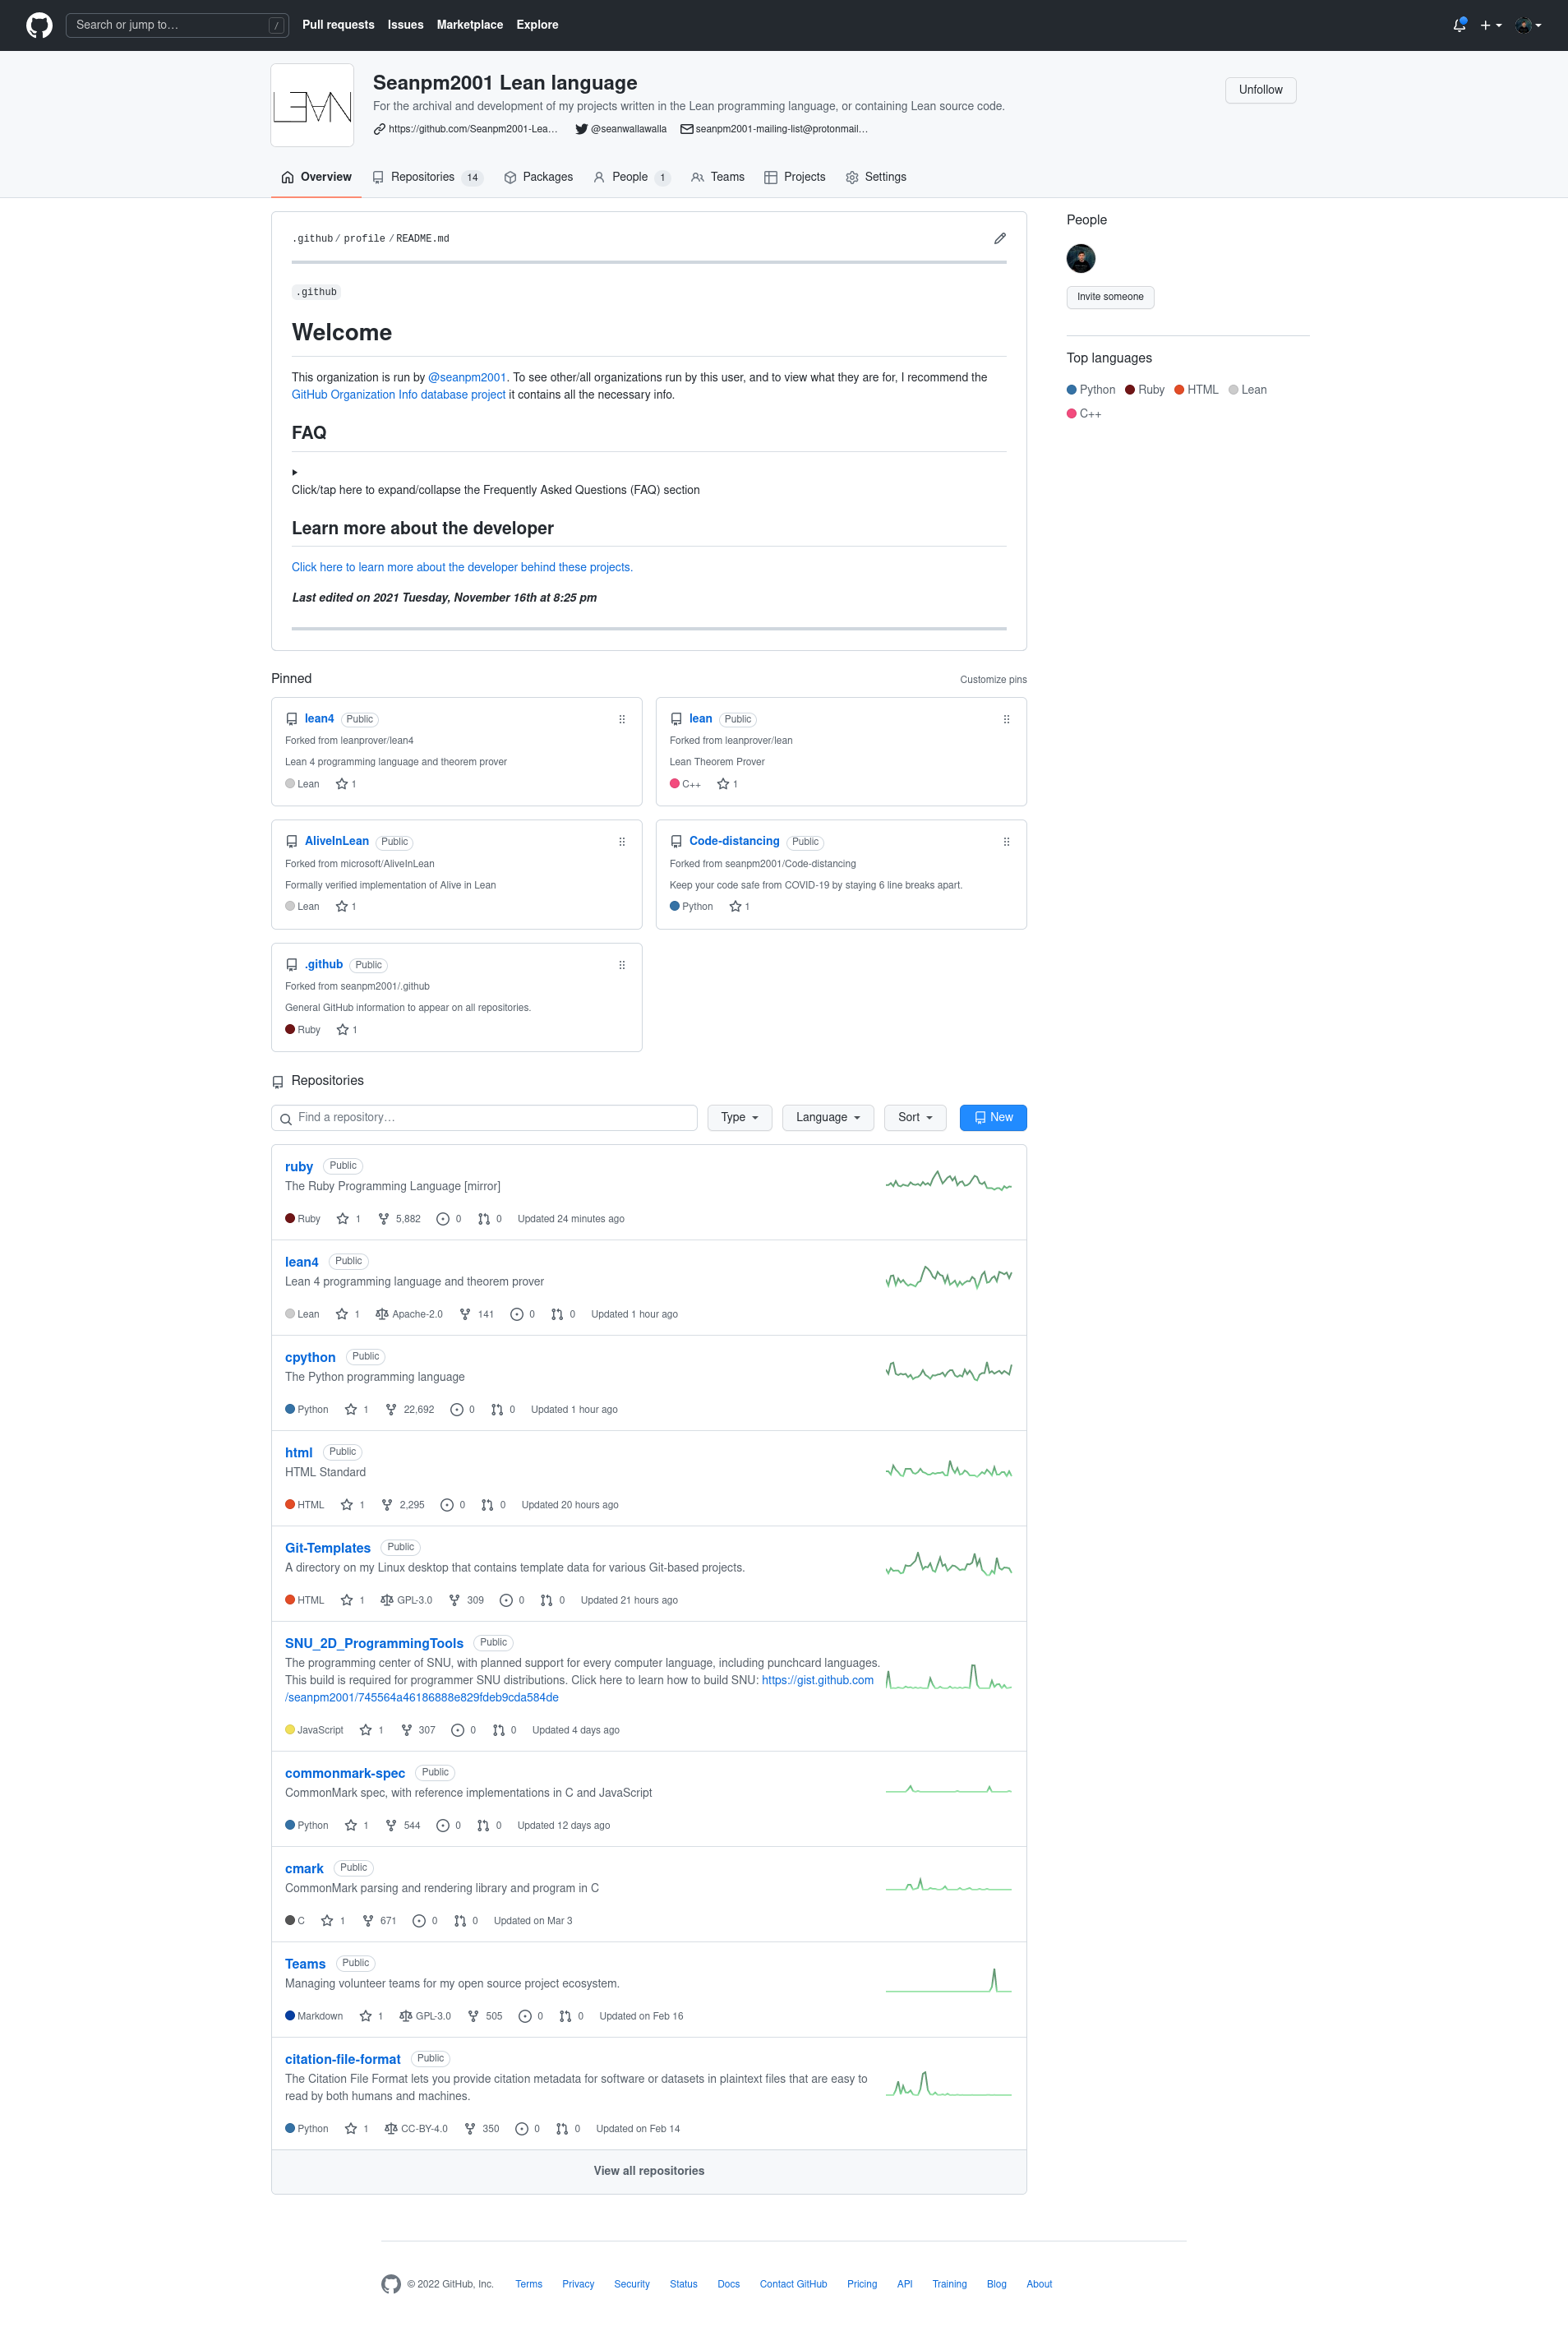 Search or jump to… /
Pull requests Issues Marketplace Explore
LEAN
Seanpm2001 Lean language
For the archival and development of my projects written in the Lean programming language, or containing Lean source code.
https://github.com/Seanpm2001-Lea… @seanwallawalla seanpm2001-mailing-list@protonmail…
Unfollow
Overview Repositories 14 Packages People 1 Teams Projects Settings
.github / profile / README.md
.github
Welcome
This organization is run by @seanpm2001. To see other/all organizations run by this user, and to view what they are for, I recommend the
GitHub Organization Info database project it contains all the necessary info.
FAQ
Click/tap here to expand/collapse the Frequently Asked Questions (FAQ) section
Learn more about the developer
Click here to learn more about the developer behind these projects.
Last edited on 2021 Tuesday, November 16th at 8:25 pm
People
Invite someone
Top languages
Python Ruby HTML Lean
C++
Pinned
Customize pins
lean4 Public
Forked from leanprover/lean4
Lean 4 programming language and theorem prover
Lean 1
lean Public
Forked from leanprover/lean
Lean Theorem Prover
C++ 1
AliveInLean Public
Forked from microsoft/AliveInLean
Formally verified implementation of Alive in Lean
Lean 1
Code-distancing Public
Forked from seanpm2001/Code-distancing
Keep your code safe from COVID-19 by staying 6 line breaks apart.
Python 1
.github Public
Forked from seanpm2001/.github
General GitHub information to appear on all repositories.
Ruby 1
Repositories
Find a repository… Type Language Sort New
ruby Public
The Ruby Programming Language [mirror]
Ruby 1 5,882 0 0 Updated 24 minutes ago
lean4 Public
Lean 4 programming language and theorem prover
Lean 1 Apache-2.0 141 0 0 Updated 1 hour ago
cpython Public
The Python programming language
Python 1 22,692 0 0 Updated 1 hour ago
html Public
HTML Standard
HTML 1 2,295 0 0 Updated 20 hours ago
Git-Templates Public
A directory on my Linux desktop that contains template data for various Git-based projects.
HTML 1 GPL-3.0 309 0 0 Updated 21 hours ago
SNU_2D_ProgrammingTools Public
The programming center of SNU, with planned support for every computer language, including punchcard languages.
This build is required for programmer SNU distributions. Click here to learn how to build SNU: https://gist.github.com
/seanpm2001/745564a46186888e829fdeb9cda584de
JavaScript 1 307 0 0 Updated 4 days ago
commonmark-spec Public
CommonMark spec, with reference implementations in C and JavaScript
Python 1 544 0 0 Updated 12 days ago
cmark Public
CommonMark parsing and rendering library and program in C
C 1 671 0 0 Updated on Mar 3
Teams Public
Managing volunteer teams for my open source project ecosystem.
Markdown 1 GPL-3.0 505 0 0 Updated on Feb 16
citation-file-format Public
The Citation File Format lets you provide citation metadata for software or datasets in plaintext files that are easy to
read by both humans and machines.
Python 1 CC-BY-4.0 350 0 0 Updated on Feb 14
View all repositories
© 2022 GitHub, Inc. Terms Privacy Security Status Docs Contact GitHub Pricing API Training Blog About